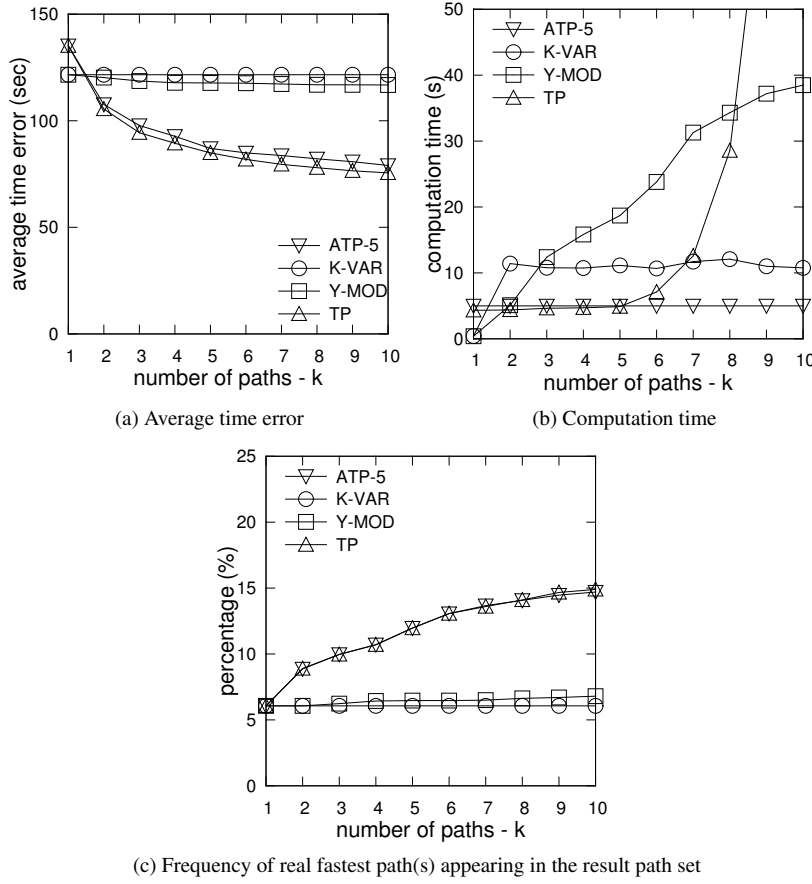 150
100
50
0
average time error (sec)
ATP-5
K-VAR
Y-MOD
TP
1 2 3 4 5 6 7 8 9 10
number of paths - k
(a) Average time error
50
40
30
20
10
0
computation time (s)
ATP-5
K-VAR
Y-MOD
TP
1 2 3 4 5 6 7 8 9 10
number of paths - k
(b) Computation time
25
20
15
10
5
0
percentage (%)
ATP-5
K-VAR
Y-MOD
TP
1 2 3 4 5 6 7 8 9 10
number of paths - k
(c) Frequency of real fastest path(s) appearing in the result path set